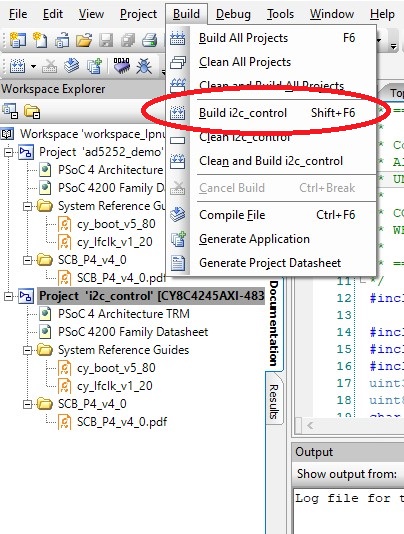 File Edit View Project Build Debug Tools Window Help
Build All Projects F6
Clean All Projects
Clean and Build All Projects
Build i2c_control Shift+F6
Clean i2c_control
Clean and Build i2c_control
Cancel Build Ctrl+Break
Compile File Ctrl+F6
Generate Application
Generate Project Datasheet
Workspace Explorer
Workspace 'workspace_lpnu
Project 'ad5252_demo'
PSoC 4 Architecture
PSoC 4200 Family Da
System Reference Guides
cy_boot_v5_80
cy_lfclk_v1_20
SCB_P4_v4_0
SCB_P4_v4_0.pdf
Project 'i2c_control' [CY8C4245AXI-483
PSoC 4 Architecture TRM
PSoC 4200 Family Datasheet
System Reference Guides
cy_boot_v5_80
cy_lfclk_v1_20
SCB_P4_v4_0
SCB_P4_v4_0.pdf
Documentation
Results
Top
* ==
*
* Co
* Al
* UN
*
* CO
* WH
*
* ==
11 */
12 #incl
13
14 #incl
15 #incl
16 #incl
17 uint3
18 uint8
19 char
Output
Show output from:
Log file for t